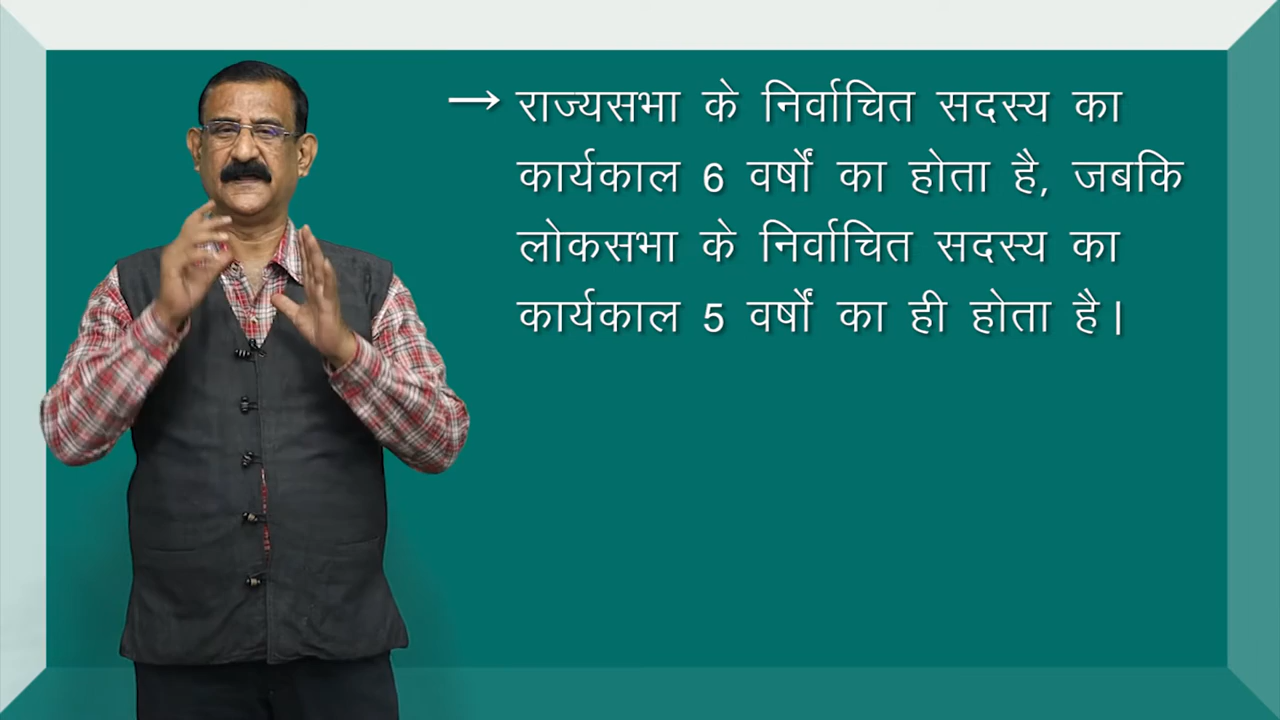 → राज्यसभा के निर्वाचित सदस्य का
कार्यकाल 6 वर्षों का होता है, जबकि
लोकसभा के निर्वाचित सदस्य का
कार्यकाल 5 वर्षों का ही होता है।